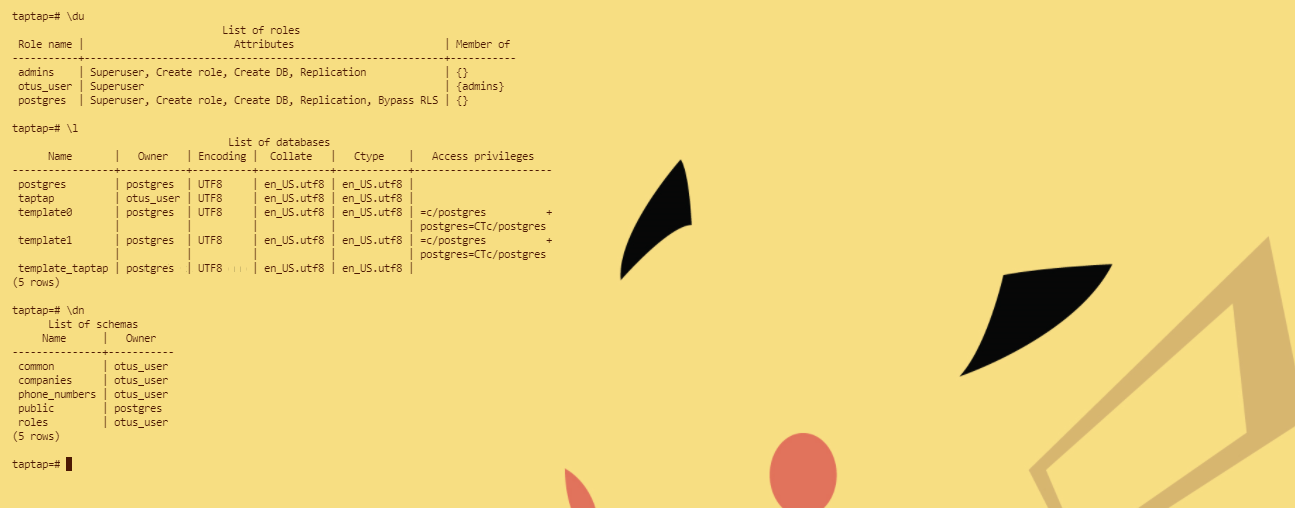 taptap=# \du
                                   List of roles
 Role name |                         Attributes                         | Member of
-----------+------------------------------------------------------------+-----------
 admins    | Superuser, Create role, Create DB, Replication             | {}
 otus_user | Superuser                                                  | {admins}
 postgres  | Superuser, Create role, Create DB, Replication, Bypass RLS | {}

taptap=# \l
                                    List of databases
      Name       |   Owner   | Encoding |  Collate   |   Ctype    |   Access privileges
-----------------+-----------+----------+------------+------------+-----------------------
 postgres        | postgres  | UTF8     | en_US.utf8 | en_US.utf8 |
 taptap          | otus_user | UTF8     | en_US.utf8 | en_US.utf8 |
 template0       | postgres  | UTF8     | en_US.utf8 | en_US.utf8 | =c/postgres          +
                 |           |          |            |            | postgres=CTc/postgres
 template1       | postgres  | UTF8     | en_US.utf8 | en_US.utf8 | =c/postgres          +
                 |           |          |            |            | postgres=CTc/postgres
 template_taptap | postgres  | UTF8     | en_US.utf8 | en_US.utf8 |
(5 rows)

taptap=# \dn
      List of schemas
     Name      |   Owner
---------------+-----------
 common        | otus_user
 companies     | otus_user
 phone_numbers | otus_user
 public        | postgres
 roles         | otus_user
(5 rows)

taptap=#